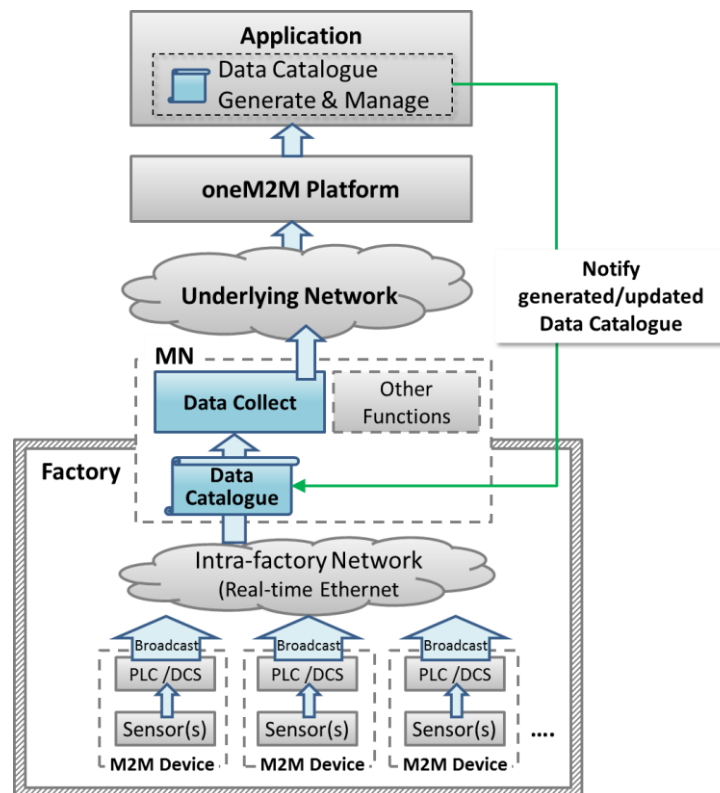 Application
Data Catalogue
Generate & Manage
oneM2M Platform
Underlying Network
Notify
generated/updated
Data Catalogue
MN
Data Collect
Other
Functions
Factory
Data
Catalogue
Intra-factory Network
(Real-time Ethernet
Broadcast
Broadcast
Broadcast
PLC /DCS
PLC /DCS
PLC /DCS
Sensor(s)
Sensor(s)
Sensor(s)
....
M2M Device
M2M Device
M2M Device